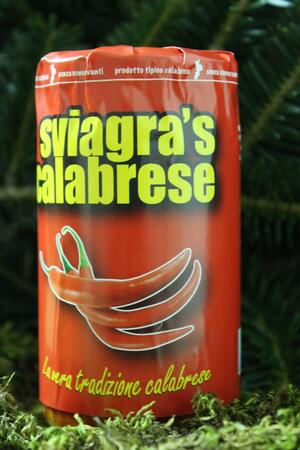 SENZA CONSERVANTI prodotto tipico calabrese SENZA CONSERVANTI
sviagra's
calabrese
La vera tradizione calabrese